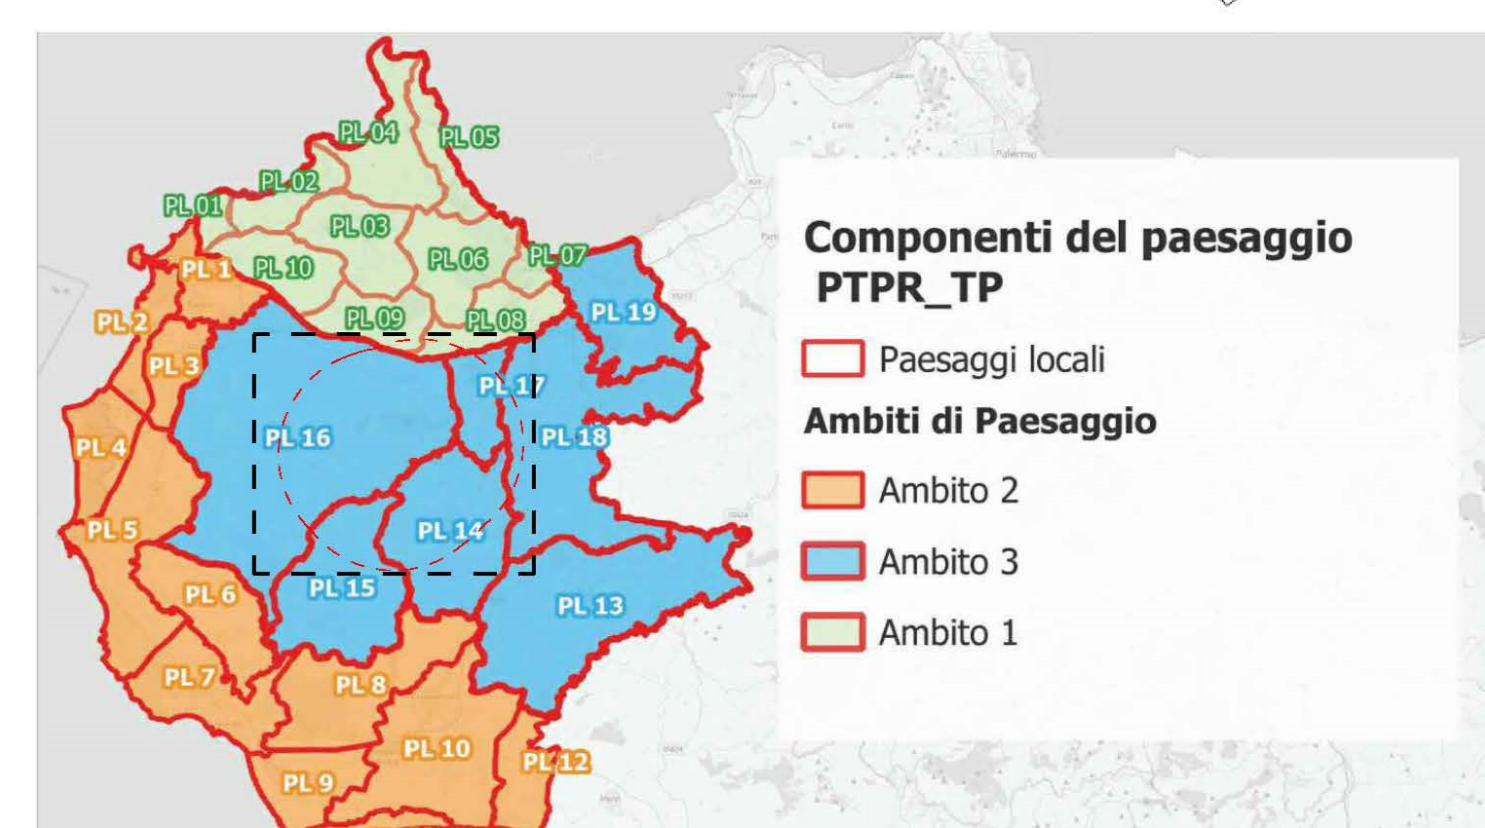 PL 04
PL 05
PL 02
PL 01
PL 03
PL 07
PL 06
PL 1
PL 10
PL 19
PL 2
PL 09
PL 08
PL 3
PL 17
PL 16
PL 18
PL 4
PL 5
PL 14
PL 15
PL 6
PL 13
PL 7
PL 8
PL 10
PL 12
PL 9
Palermo
Componenti del paesaggio
PTPR_TP
Paesaggi locali
Ambiti di Paesaggio
Ambito 2
Ambito 3
Ambito 1